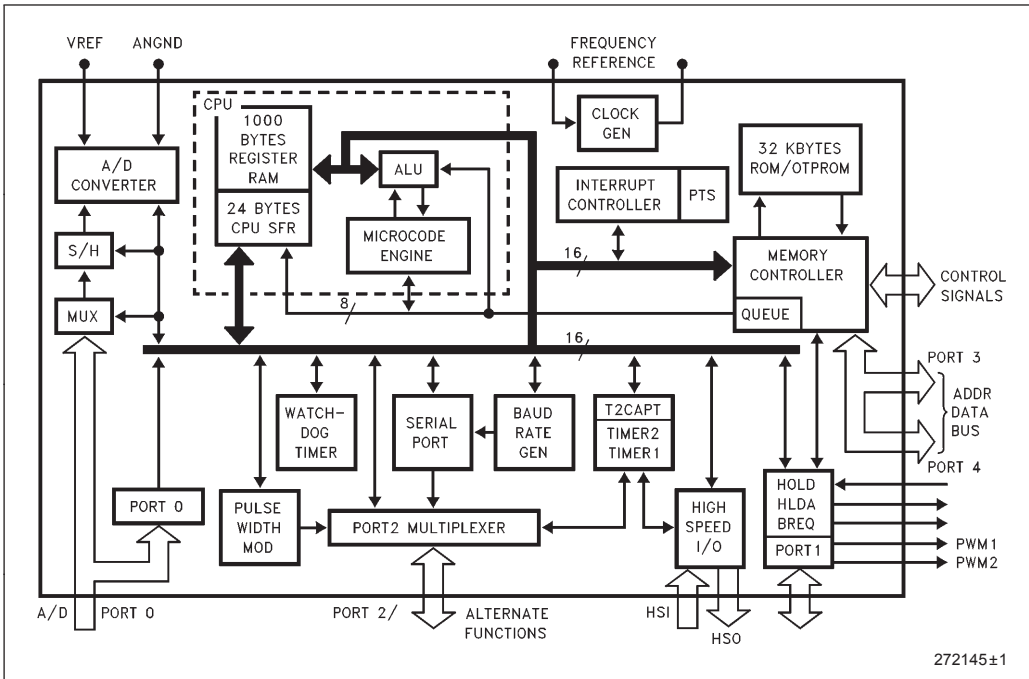 VREF
ANGND
FREQUENCY
REFERENCE
CPU
1000
BYTES
REGISTER
RAM
24 BYTES
CPU SFR
ALU
MICROCODE
ENGINE
CLOCK
GEN
A/D
CONVERTER
S/H
MUX
INTERRUPT
CONTROLLER
PTS
32 KBYTES
ROM/OTPROM
16
MEMORY
CONTROLLER
QUEUE
CONTROL
SIGNALS
8
16
PORT 3
ADDR
DATA
BUS
PORT 4
WATCH-
DOG
TIMER
SERIAL
PORT
BAUD
RATE
GEN
T2CAPT
TIMER2
TIMER1
PORT 0
PULSE
WIDTH
MOD
PORT2 MULTIPLEXER
HIGH
SPEED
I/O
HOLD
HLDA
BREQ
PORT1
PWM1
PWM2
A/D
PORT 0
PORT 2/
ALTERNATE
FUNCTIONS
HSI
HSO
272145±1